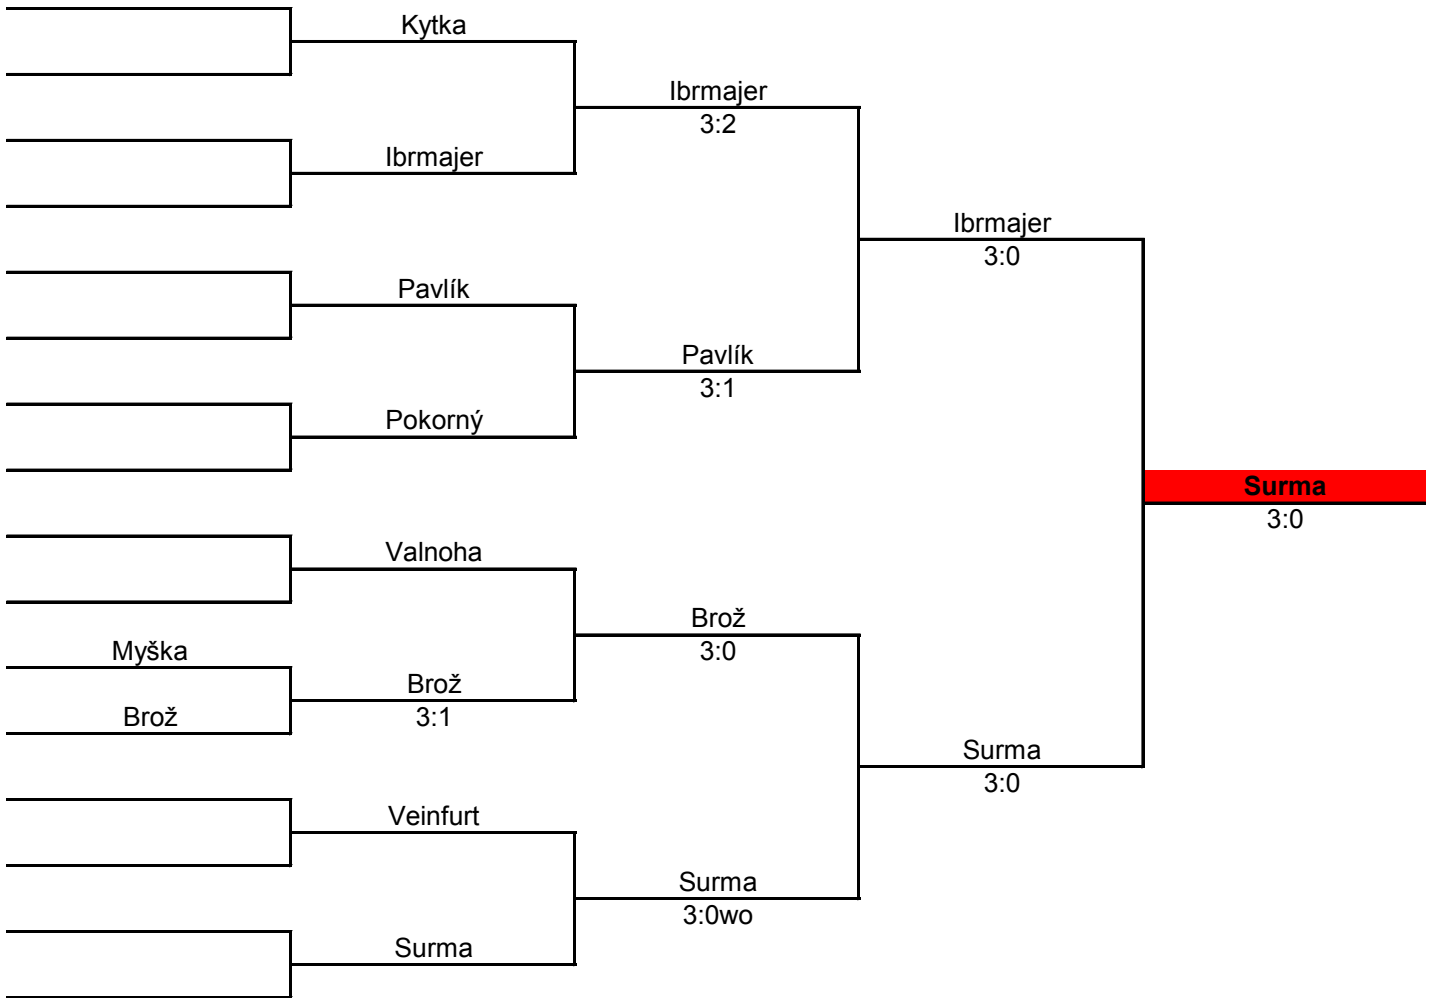 Kytka
Ibrmajer
3:2
Ibrmajer
Ibrmajer
3:0
Pavlík
Pavlík
3:1
Pokorný
Surma
3:0
Valnoha
Brož
3:0
Myška
Brož
3:1
Brož
Surma
3:0
Veinfurt
Surma
3:0wo
Surma